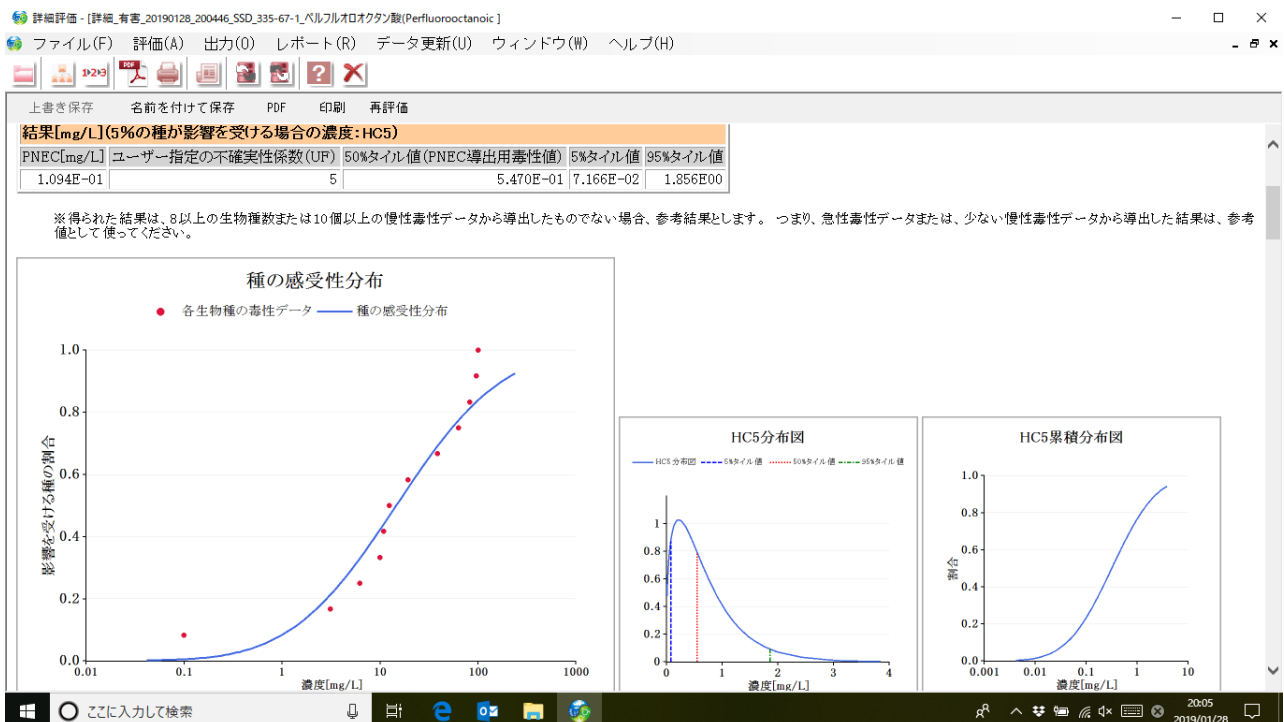 詳細評価 - [詳細_有害_20190128_200446_SSD_335-67-1_ペルフルオロオクタン酸(Perfluorooctanoic ]
ファイル(F) 評価(A) 出力(O) レポート(R) データ更新(U) ウィンドウ(W) ヘルプ(H)
PDF 1▸2▸3
上書き保存 名前を付けて保存 PDF 印刷 再評価
結果[mg/L](5%の種が影響を受ける場合の濃度:HC5)
PNEC[mg/L] ユーザー指定の不確実性係数(UF) 50%タイル値(PNEC導出用毒性値) 5%タイル値 95%タイル値
1.094E-01 5 5.470E-01 7.166E-02 1.856E00
※得られた結果は、8以上の生物種数または10個以上の慢性毒性データから導出したものでない場合、参考結果とします。 つまり、急性毒性データまたは、少ない慢性毒性データから導出した結果は、参考
値として使ってください。
種の感受性分布
各生物種の毒性データ 種の感受性分布
影響を受ける種の割合
1.0
0.8
0.6
0.4
0.2
0.0
0.01 0.1 1 10 100 1000
濃度[mg/L]
HC5分布図
HC5分布図 5%タイル値 50%タイル値 95%タイル値
1
0.8
0.6
0.4
0.2
0
0 1 2 3 4
濃度[mg/L]
HC5累積分布図
割合
1.0
0.8
0.6
0.4
0.2
0.0
0.001 0.01 0.1 1 10
濃度[mg/L]
ここに入力して検索
20:05
2019/01/28